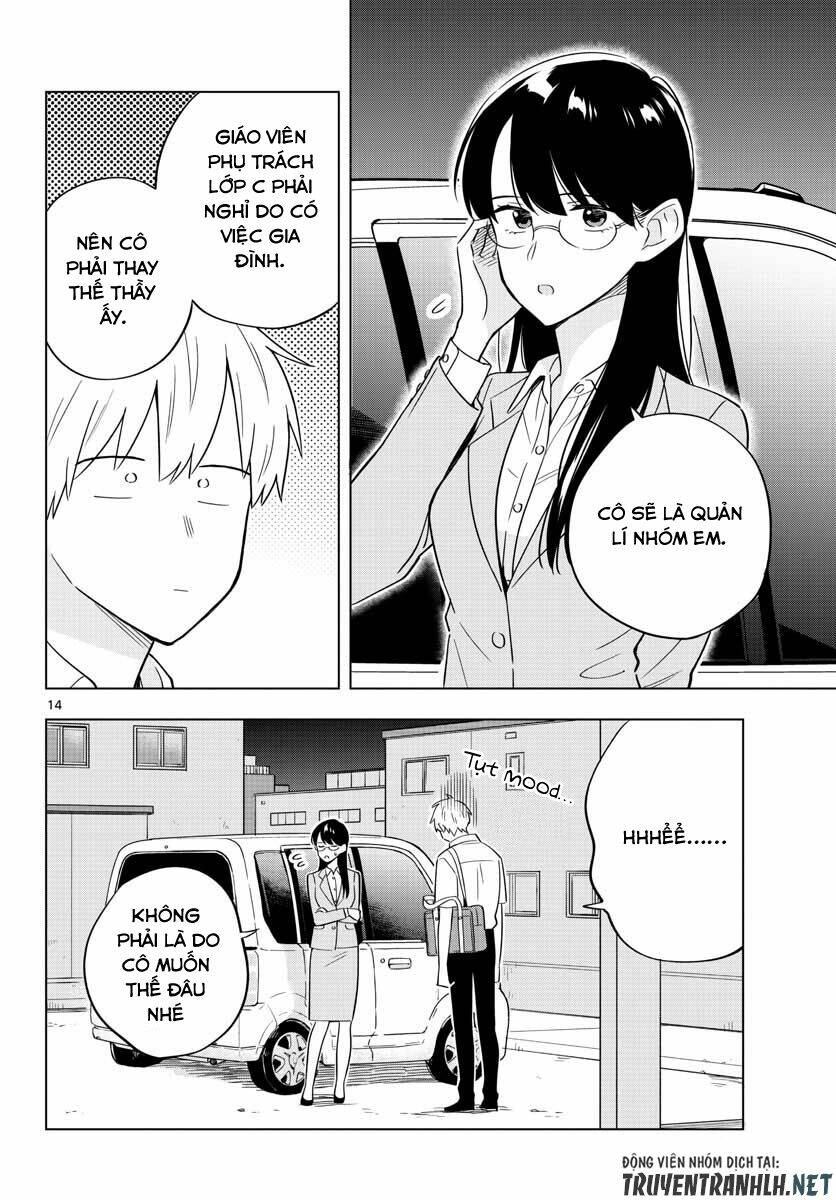 GIÁO VIÊN
PHỤ TRÁCH
LỚP C PHẢI
NGHỈ DO CÓ
VIỆC GIA
ĐÌNH.
NÊN CÔ
PHẢI THAY
THẾ THẦY
ẤY.
CÔ SẼ LÀ QUẢN
LÍ NHÓM EM.
14
Tụt mood...
HHHỂỂ......
KHÔNG
PHẢI LÀ DO
CÔ MUỐN
THẾ ĐÂU
NHÉ
ĐỘNG VIÊN NHÓM DỊCH TẠI:
TRUYENTRANHLH.NET